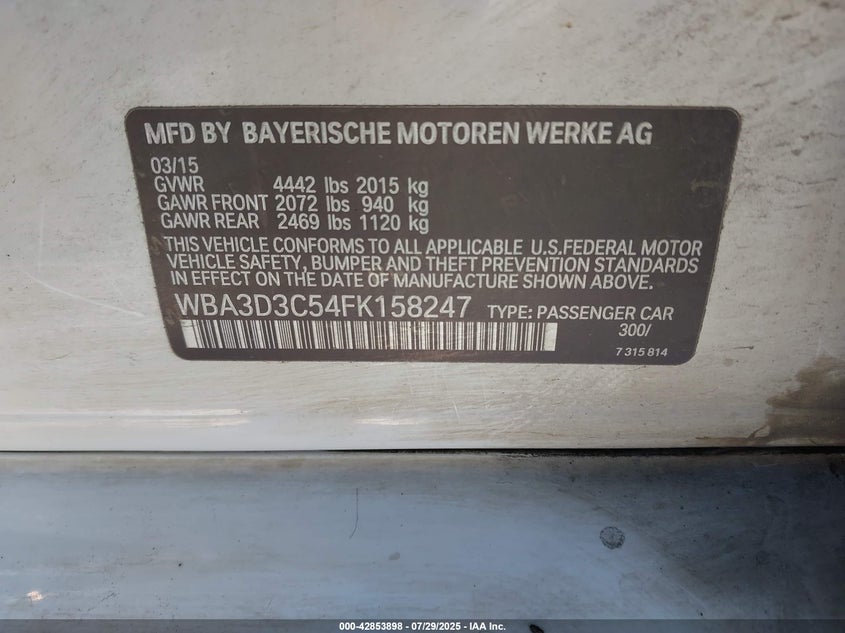 MFD BY BAYERISCHE MOTOREN WERKE AG
03/15
GVWR 4442 lbs 2015 kg
GAWR FRONT 2072 lbs 940 kg
GAWR REAR 2469 lbs 1120 kg
THIS VEHICLE CONFORMS TO ALL APPLICABLE U.S.FEDERAL MOTOR
VEHICLE SAFETY, BUMPER AND THEFT PREVENTION STANDARDS
IN EFFECT ON THE DATE OF MANUFACTURE SHOWN ABOVE.
WBA3D3C54FK158247 TYPE: PASSENGER CAR
300/
7 315 814
000-42853898 - 07/29/2025 - IAA Inc.